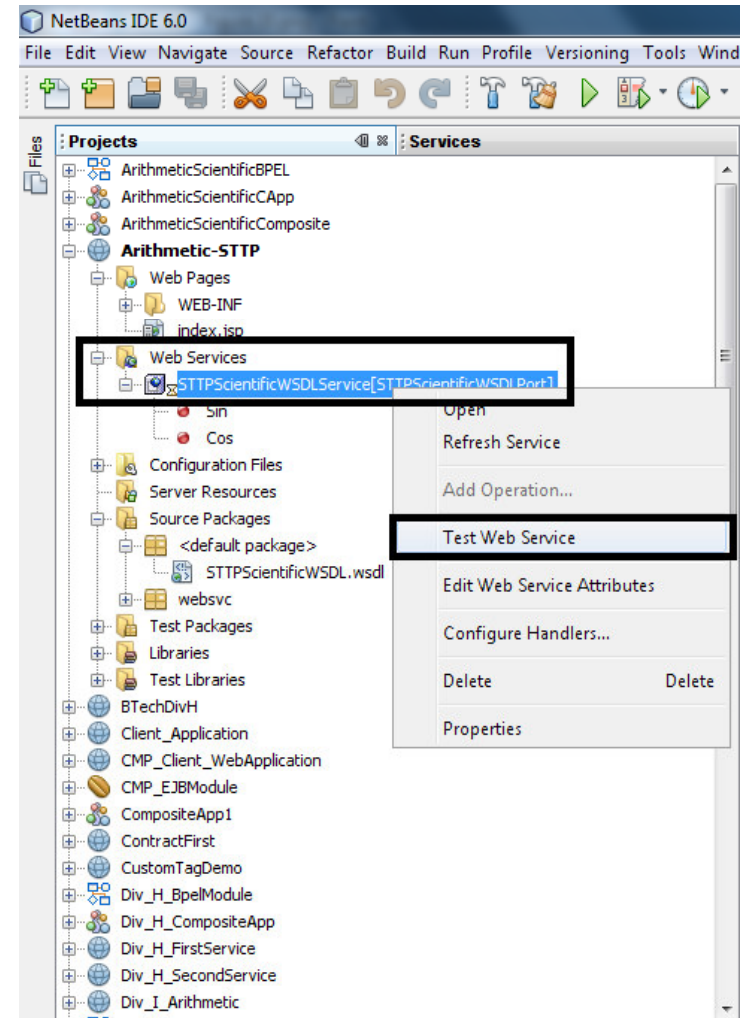 NetBeans IDE 6.0
File Edit View Navigate Source Refactor Build Run Profile Versioning Tools Wind
Files
Projects
Services
ArithmeticScientificBPEL
ArithmeticScientificCApp
ArithmeticScientificComposite
Arithmetic-STTP
Web Pages
WEB-INF
index.jsp
Web Services
STTPScientificWSDLService[STTPScientificWSDLPort]
Sin
Cos
Configuration Files
Server Resources
Source Packages
<default package>
STTPScientificWSDL.wsdl
websvc
Test Packages
Libraries
Test Libraries
BTechDivH
Client_Application
CMP_Client_WebApplication
CMP_EJBModule
CompositeApp1
ContractFirst
CustomTagDemo
Div_H_BpelModule
Div_H_CompositeApp
Div_H_FirstService
Div_H_SecondService
Div_I_Arithmetic
Open
Refresh Service
Add Operation...
Test Web Service
Edit Web Service Attributes
Configure Handlers...
Delete Delete
Properties